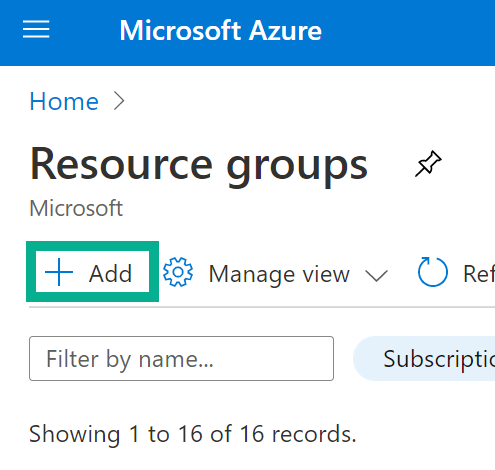 Microsoft Azure
Home
Resource groups
Microsoft
Add Manage view
Filter by name...
Showing 1 to 16 of 16 records.